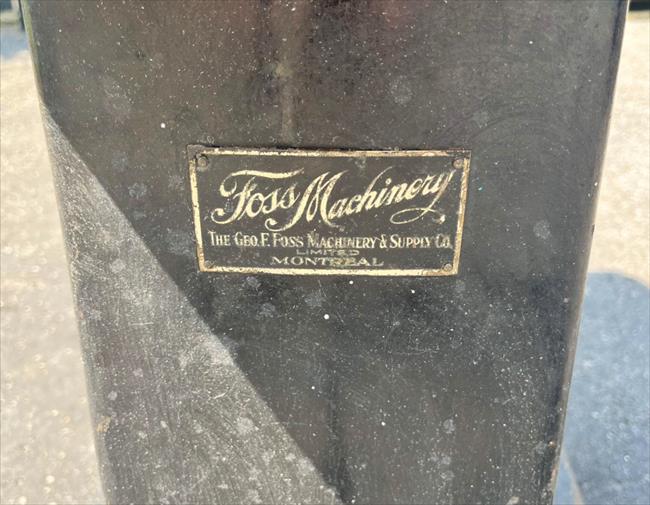 Foss Machinery
THE GEO. F. FOSS MACHINERY & SUPPLY CO.
LIMITED
MONTREAL